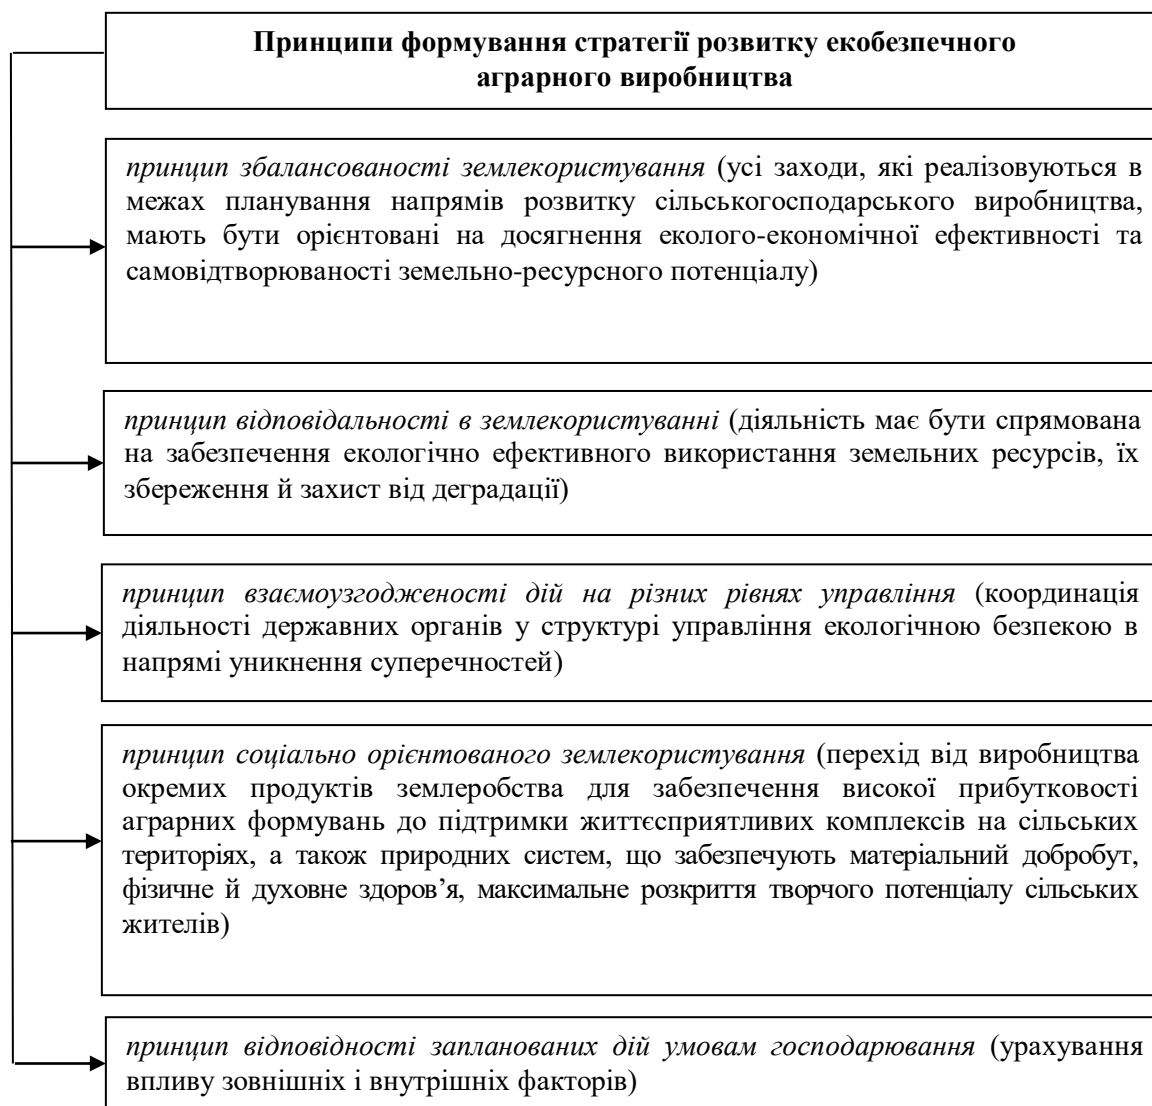 Принципи формування стратегії розвитку екобезпечного
аграрного виробництва
принцип збалансованості землекористування (усі заходи, які реалізовуються в
межах планування напрямів розвитку сільськогосподарського виробництва,
мають бути орієнтовані на досягнення еколого-економічної ефективності та
самовідтворюваності земельно-ресурсного потенціалу)
принцип відповідальності в землекористуванні (діяльність має бути спрямована
на забезпечення екологічно ефективного використання земельних ресурсів, їх
збереження й захист від деградації)
принцип взаємоузгодженості дій на різних рівнях управління (координація
діяльності державних органів у структурі управління екологічною безпекою в
напрямі уникнення суперечностей)
принцип соціально орієнтованого землекористування (перехід від виробництва
окремих продуктів землеробства для забезпечення високої прибутковості
аграрних формувань до підтримки життєсприятливих комплексів на сільських
територіях, а також природних систем, що забезпечують матеріальний добробут,
фізичне й духовне здоров’я, максимальне розкриття творчого потенціалу сільських
жителів)
принцип відповідності запланованих дій умовам господарювання (урахування
впливу зовнішніх і внутрішніх факторів)